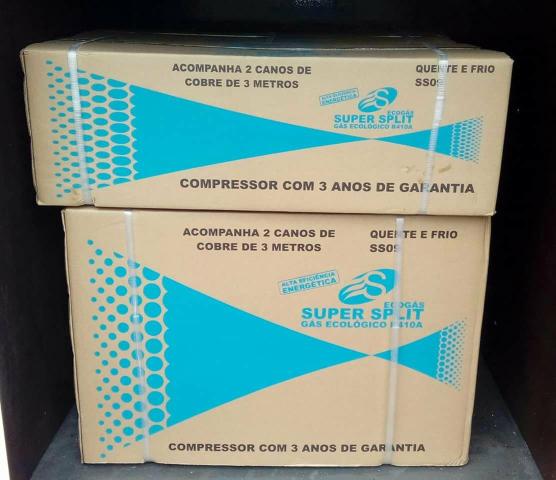 ACOMPANHA 2 CANOS DE
COBRE DE 3 METROS
QUENTE E FRIO
SS09
ALTA EFICIÊNCIA
ENERGÉTICA
ECOGÁS
SUPER SPLIT
GÁS ECOLÓGICO R410A
COMPRESSOR COM 3 ANOS DE GARANTIA
ACOMPANHA 2 CANOS DE
COBRE DE 3 METROS
QUENTE E FRIO
SS09
ALTA EFICIÊNCIA
ENERGÉTICA
ECOGÁS
SUPER SPLIT
GÁS ECOLÓGICO R410A
COMPRESSOR COM 3 ANOS DE GARANTIA